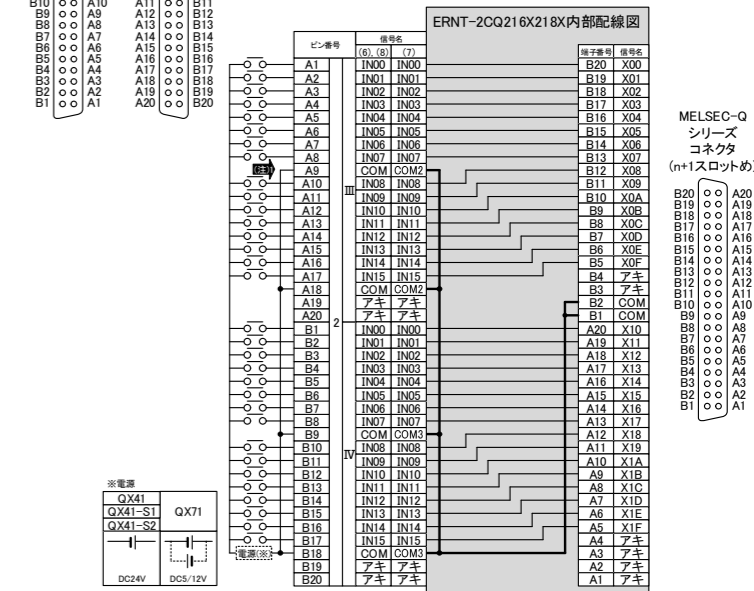 B10 A10 A11 B11
B9 A9 A12 B12
B8 A8 A13 B13
B7 A7 A14 B14
B6 A6 A15 B15
B5 A5 A16 B16
B4 A4 A17 B17
B3 A3 A18 B18
B2 A2 A19 B19
B1 A1 A20 B20
ERNT-2CQ216X218X内部配線図
ピン番号 信号名
(6), (8) (7) 端子番号 信号名
A1 IN00 IN00 B20 X00
A2 IN01 IN01 B19 X01
A3 IN02 IN02 B18 X02
A4 IN03 IN03 B17 X03
A5 IN04 IN04 B16 X04
A6 IN05 IN05 B15 X05
A7 IN06 IN06 B14 X06
A8 IN07 IN07 B13 X07
A9 COM COM2 B12 X08
A10 IN08 IN08 B11 X09
Ⅲ
A11 IN09 IN09 B10 X0A
A12 IN10 IN10 B9 X0B
A13 IN11 IN11 B8 X0C
A14 IN12 IN12 B7 X0D
A15 IN13 IN13 B6 X0E
A16 IN14 IN14 B5 X0F
A17 IN15 IN15 B4 アキ
A18 COM COM2 B3 アキ
A19 アキ アキ B2 COM
A20 アキ アキ B1 COM
2
B1 IN00 IN00 A20 X10
B2 IN01 IN01 A19 X11
B3 IN02 IN02 A18 X12
B4 IN03 IN03 A17 X13
B5 IN04 IN04 A16 X14
B6 IN05 IN05 A15 X15
B7 IN06 IN06 A14 X16
B8 IN07 IN07 A13 X17
B9 COM COM3 A12 X18
B10 IN08 IN08 A11 X19
Ⅳ
B11 IN09 IN09 A10 X1A
B12 IN10 IN10 A9 X1B
B13 IN11 IN11 A8 X1C
B14 IN12 IN12 A7 X1D
B15 IN13 IN13 A6 X1E
B16 IN14 IN14 A5 X1F
B17 IN15 IN15 A4 アキ
電源(※) B18 COM COM3 A3 アキ
B19 アキ アキ A2 アキ
B20 アキ アキ A1 アキ
MELSEC-Q
シリーズ
コネクタ
(n+1スロットめ)
B20 A20
B19 A19
B18 A18
B17 A17
B16 A16
B15 A15
B14 A14
B13 A13
B12 A12
B11 A11
B10 A10
B9 A9
B8 A8
B7 A7
B6 A6
B5 A5
B4 A4
B3 A3
B2 A2
B1 A1
※電源
QX41
QX41-S1 QX71
QX41-S2
DC24V DC5/12V